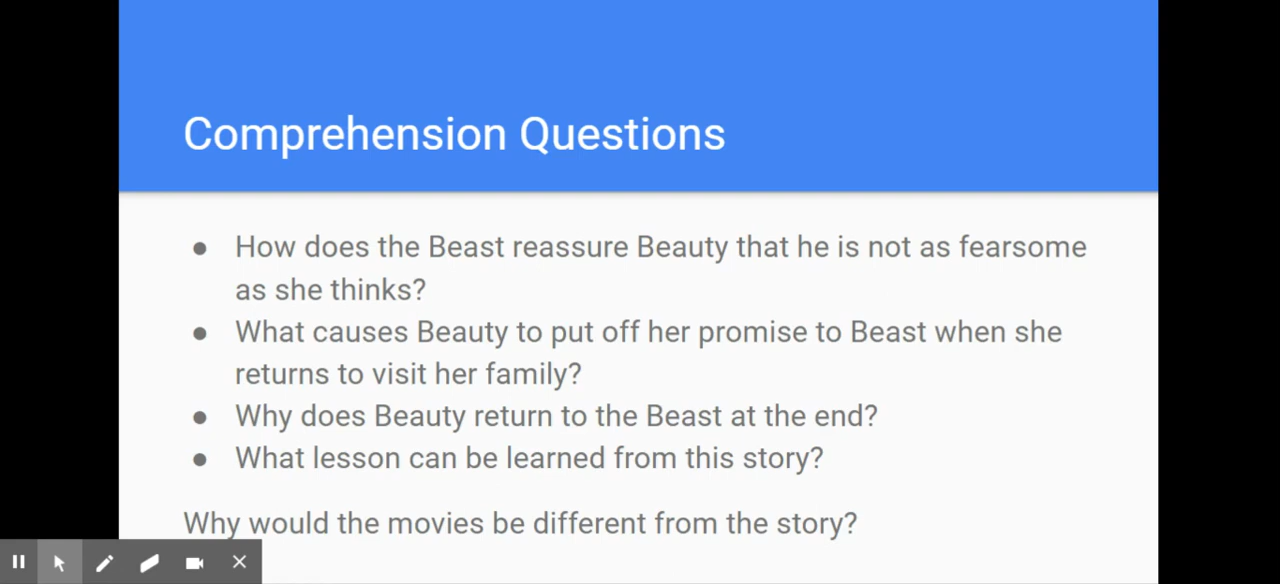 Comprehension Questions
● How does the Beast reassure Beauty that he is not as fearsome
as she thinks?
● What causes Beauty to put off her promise to Beast when she
returns to visit her family?
● Why does Beauty return to the Beast at the end?
● What lesson can be learned from this story?
Why would the movies be different from the story?